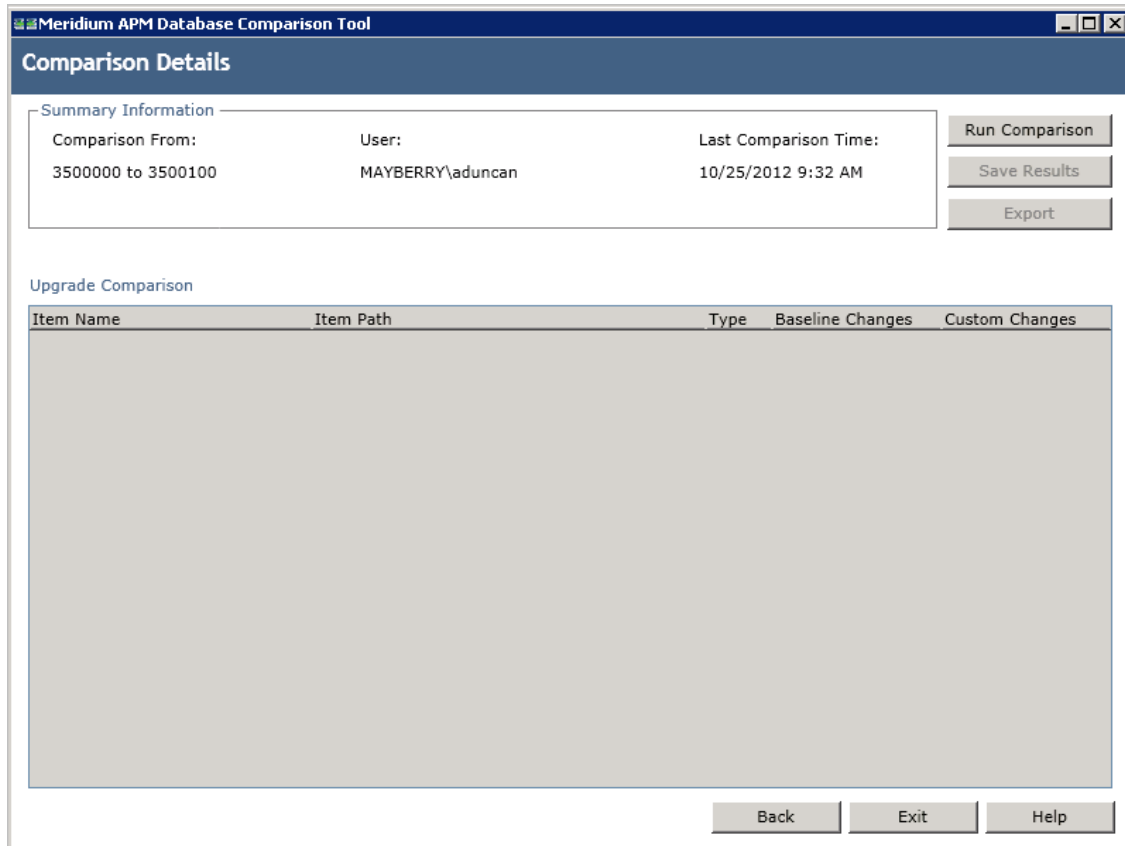 Meridium APM Database Comparison Tool
Comparison Details
Summary Information
Comparison From: User: Last Comparison Time:
3500000 to 3500100 MAYBERRY\aduncan 10/25/2012 9:32 AM
Run Comparison
Save Results
Export
Upgrade Comparison
Item Name Item Path Type Baseline Changes Custom Changes
Back Exit Help